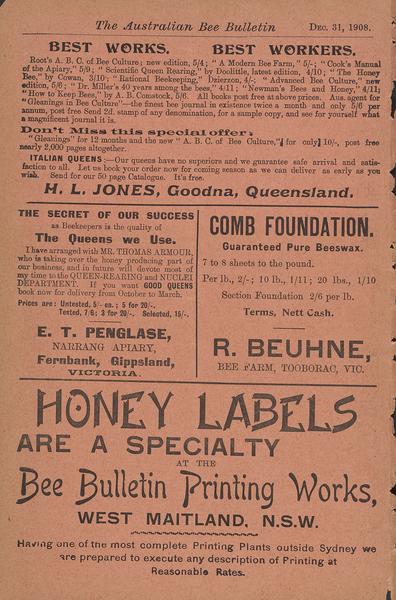 The Australian Bee Bulletin DEC. 31, 1908.
BEST WORKS. BEST WORKERS.
Root's A. B. C. of Bee Culture; new edition, 5/4; "A Modern Bee Farm," 5/-; "Cook's Manual
of the Apiary," 5/9; "Scientific Queen Rearing," by Doolittle, latest edition, 4/10; "The Honey
Bee," by Cowan, 3/10; "Rational Beekeeping," Dzierzon, 4/-; "Advanced Bee Culture," new
edition, 5/6; "Dr. Miller's 40 years among the bees," 4/11; "Newman's Bees and Honey," 4/11;
"How to Keep Bees," by A. B. Comstock, 5/6. All books post free at above prices. Aus. agent for
"Gleanings in Bee Culture"—the finest bee journal in existence twice a month and only 5/6 per
annum, post free Send 2d. stamp of any denomination, for a sample copy, and see for yourself what
a magnificent journal it is.
Don't Miss this special offer:
"Gleanings" for 12 months and the new "A. B. C. of Bee Culture," for only 10/-, post free
nearly 2,000 pages altogether.
ITALIAN QUEENS:—Our queens have no superiors and we guarantee safe arrival and satis-
faction to all. Let us book your order now for coming season as we can deliver as early as you
wish. Send for our 50 page Catalogue. It's free.
H. L. JONES, Goodna, Queensland.
THE SECRET OF OUR SUCCESS
as Beekeepers is the quality of
The Queens we Use.
I have arranged with MR. THOMAS ARMOUR,
who is taking over the honey producing part of
our business, and in future will devote most of
my time to the QUEEN-REARING and NUCLEI
DEPARTMENT. If you want GOOD QUEENS
book now for delivery from October to March.
Prices are: Untested, 5/- ea.; 5 for 20/-.
Tested, 7/6; 3 for 20/-. Selected, 15/-.
E. T. PENGLASE,
NARRANG APIARY,
Fernbank, Gippsland,
VICTORIA.
COMB FOUNDATION.
Guaranteed Pure Beeswax.
7 to 8 sheets to the pound.
Per lb., 2/-; 10 lb., 1/11; 20 lbs., 1/10
Section Foundation 2/6 per lb.
Terms, Nett Cash.
R. BEUHNE,
BEE FARM, TOOBORAC, VIC.
HONEY LABELS
ARE A SPECIALTY
AT THE
Bee Bulletin Printing Works,
WEST MAITLAND, N.S.W.
Having one of the most complete Printing Plants outside Sydney we
are prepared to execute any description of Printing at
Reasonable Rates.